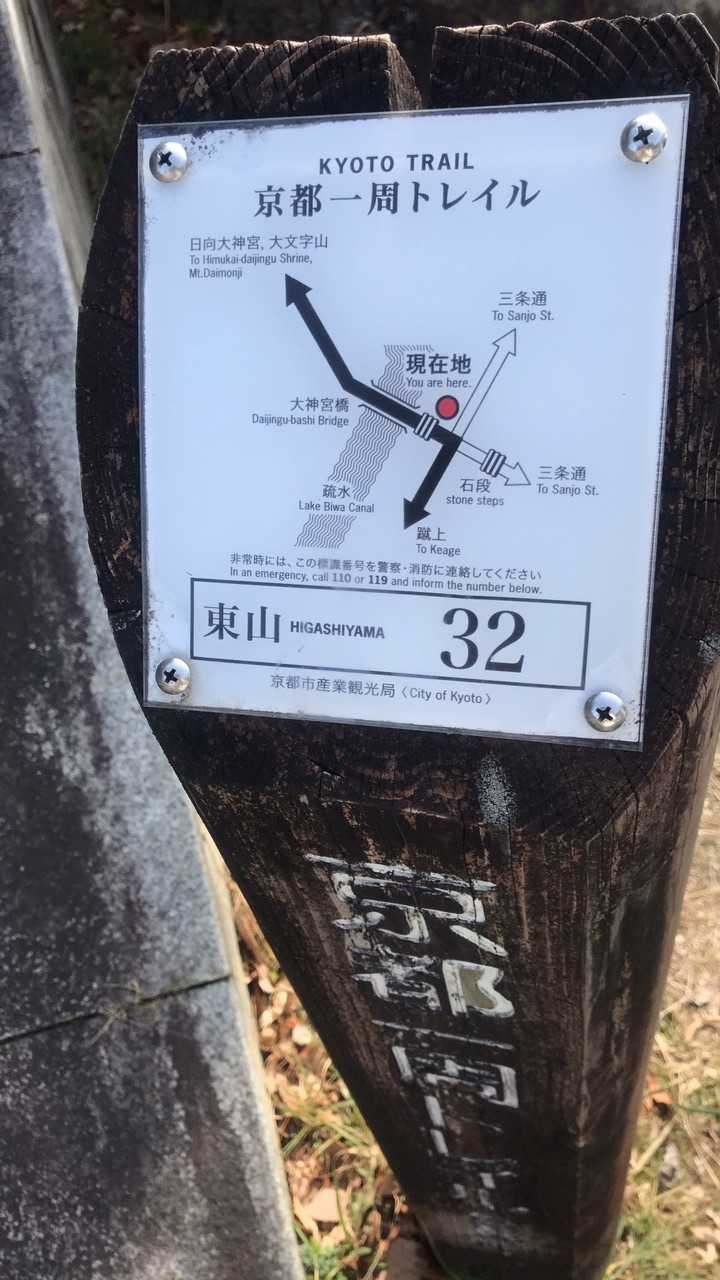 KYOTO TRAIL
京都一周トレイル
日向大神宮, 大文字山
To Himukai-daijingu Shrine,
Mt.Daimonji
三条通
To Sanjo St.
現在地
You are here.
大神宮橋
Daijingu-bashi Bridge
三条通
To Sanjo St.
石段
stone steps
疏水
Lake Biwa Canal
蹴上
To Keage
非常時には、この標識番号を警察・消防に連絡してください
In an emergency, call 110 or 119 and inform the number below.
東山 HIGASHIYAMA 32
京都市産業観光局〈City of Kyoto〉
京都一周トレイル